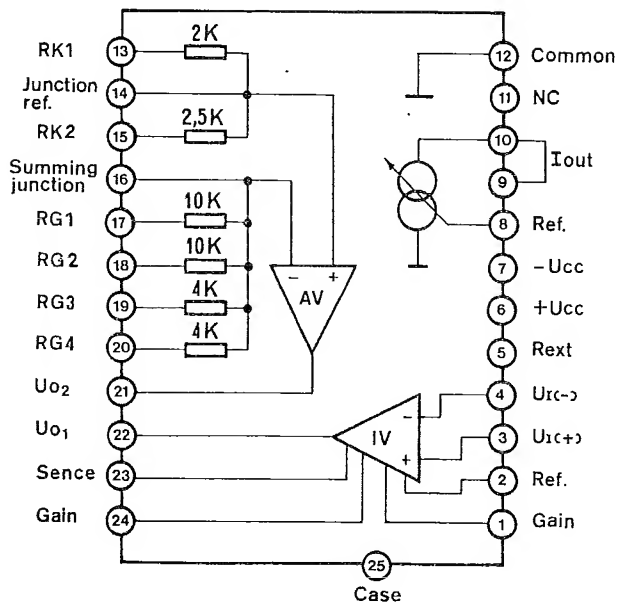 RK1 13 2K
Junction ref. 14
RK2 15 2,5K
Summing junction 16
RG1 17 10K
RG2 18 10K
RG3 19 4K
RG4 20 4K
Uo2 21
Uo1 22
Sence 23
Gain 24
- +
AV
IV
-
+
12 Common
11 NC
10
Iout
9
8 Ref.
7 -Ucc
6 +Ucc
5 Rext
4 UI(-)
3 UI(+)
2 Ref.
1 Gain
25
Case